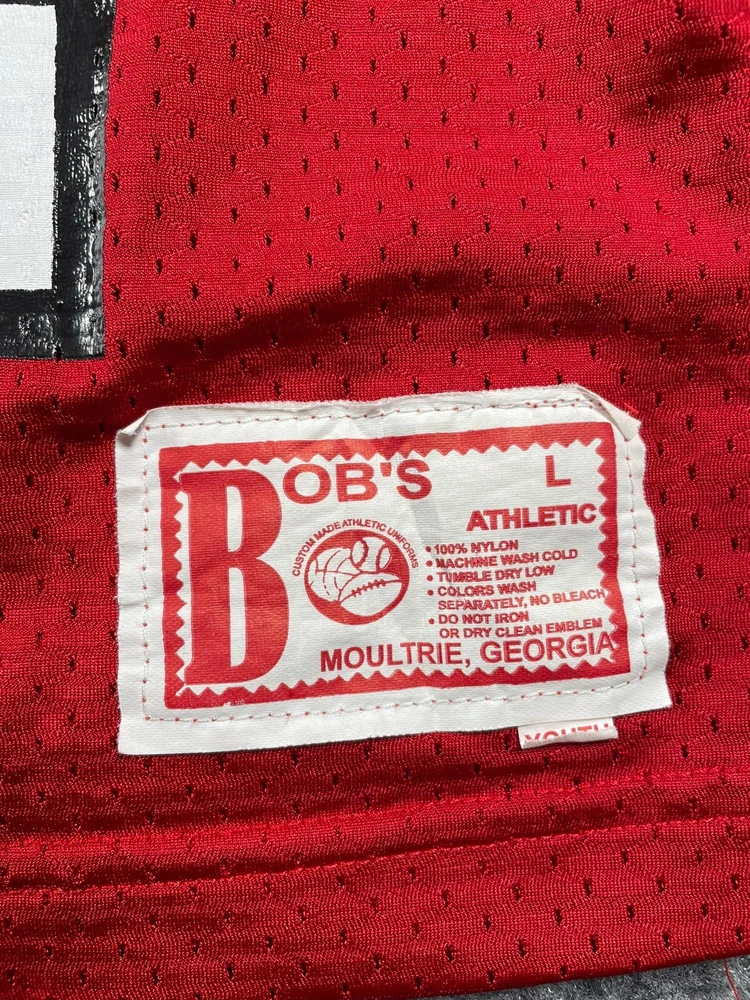 BOB'S
L
ATHLETIC
CUSTOM MADE ATHLETIC UNIFORMS
• 100% NYLON
• MACHINE WASH COLD
• TUMBLE DRY LOW
• COLORS WASH
SEPARATELY, NO BLEACH
• DO NOT IRON
OR DRY CLEAN EMBLEM
MOULTRIE, GEORGIA
YOUTH